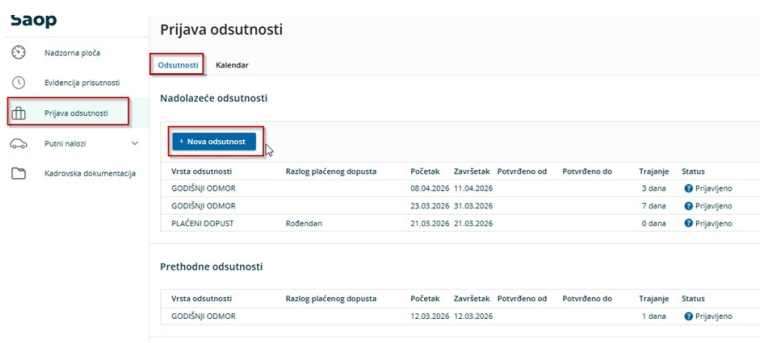 Saop
Prijava odsutnosti
Nadzorna ploča
Evidencija prisutnosti
Prijava odsutnosti
Putni nalozi
Kadrovska dokumentacija
Odsutnosti Kalendar
Nadolazeće odsutnosti
+ Nova odsutnost
Vrsta odsutnosti Razlog plaćenog dopusta Početak Završetak Potvrđeno od Potvrđeno do Trajanje Status
GODIŠNJI ODMOR 08.04.2026 11.04.2026 3 dana ? Prijavljeno
GODIŠNJI ODMOR 23.03.2026 31.03.2026 7 dana ? Prijavljeno
PLAĆENI DOPUST Rođendan 21.03.2026 21.03.2026 0 dana ? Prijavljeno
Prethodne odsutnosti
Vrsta odsutnosti Razlog plaćenog dopusta Početak Završetak Potvrđeno od Potvrđeno do Trajanje Status
GODIŠNJI ODMOR 12.03.2026 12.03.2026 1 dana ? Prijavljeno